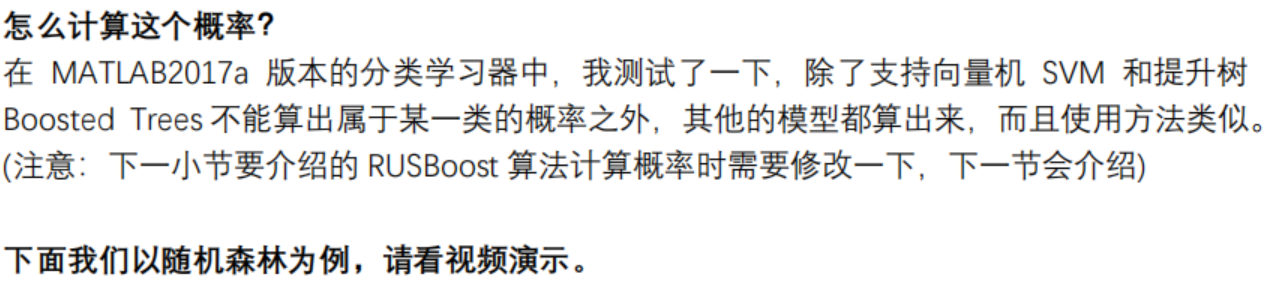 怎么计算这个概率？
在 MATLAB2017a 版本的分类学习器中，我测试了一下，除了支持向量机 SVM 和提升树
Boosted Trees 不能算出属于某一类的概率之外，其他的模型都算出来，而且使用方法类似。
(注意：下一小节要介绍的 RUSBoost 算法计算概率时需要修改一下，下一节会介绍)
下面我们以随机森林为例，请看视频演示。